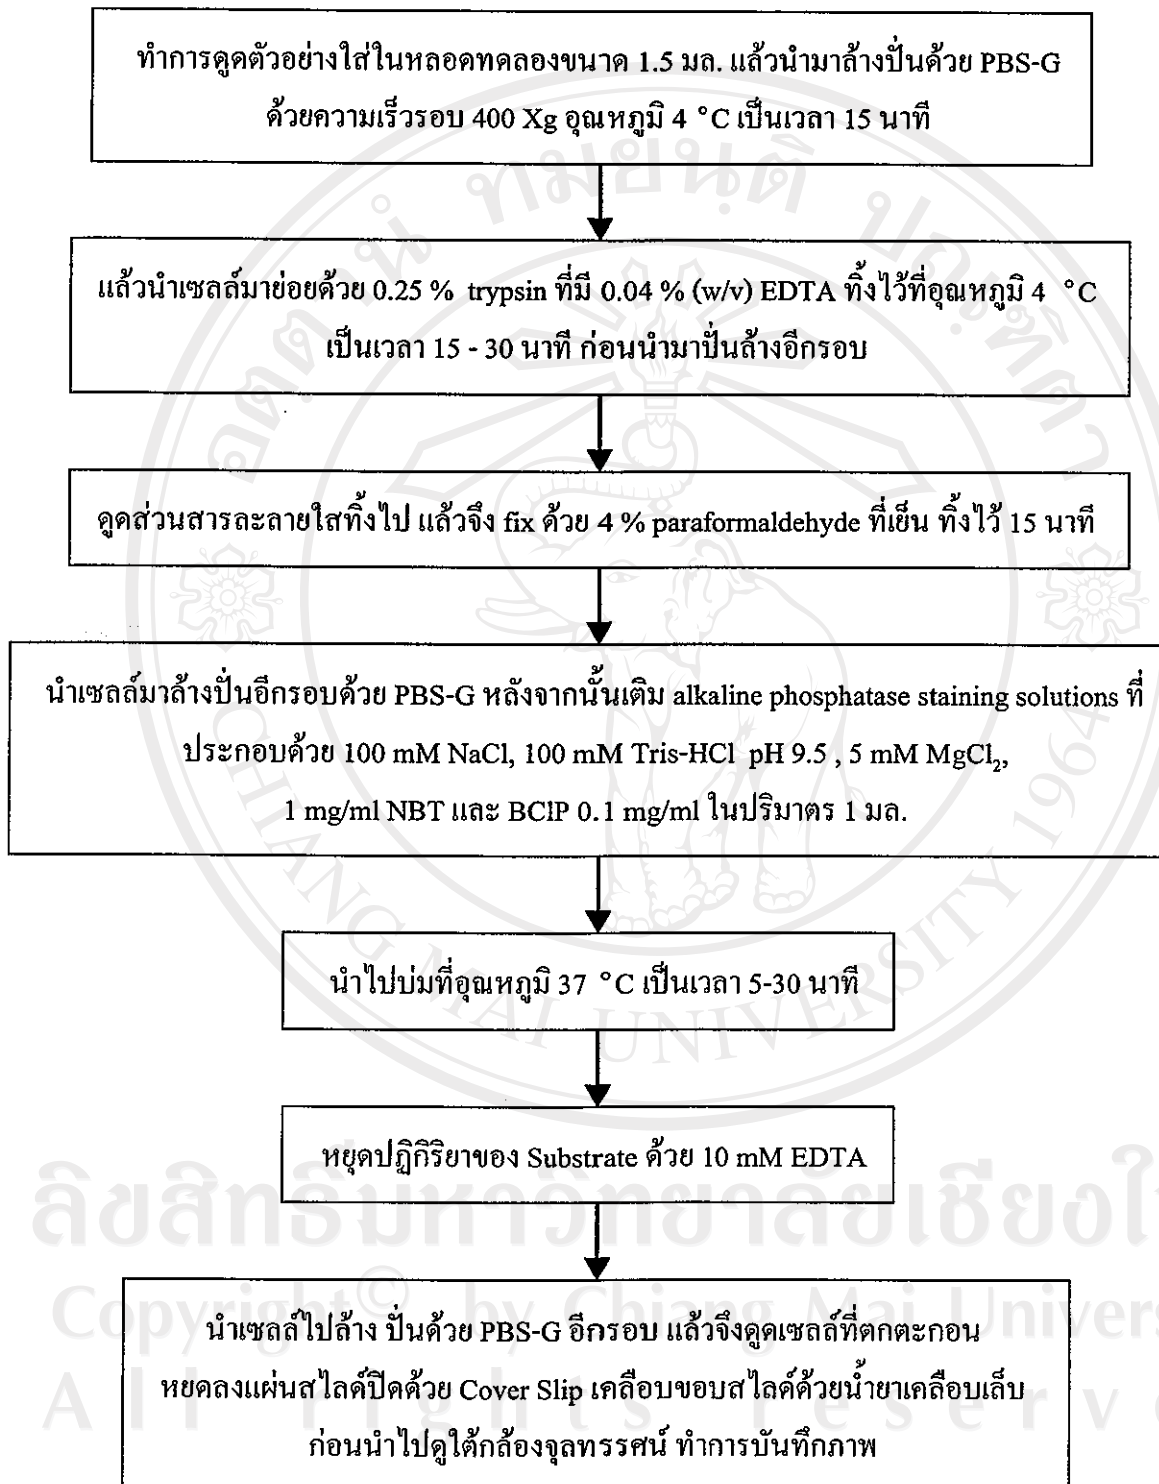 ทำการดูดตัวอย่างใส่ในหลอดทดลองขนาด 1.5 มล. แล้วนำมาล้างปั่นด้วย PBS-G
ด้วยความเร็วรอบ 400 Xg อุณหภูมิ 4 °C เป็นเวลา 15 นาที
แล้วนำเซลล์มาย่อยด้วย 0.25 % trypsin ที่มี 0.04 % (w/v) EDTA ทิ้งไว้ที่อุณหภูมิ 4 °C
เป็นเวลา 15 - 30 นาที ก่อนนำมาปั่นล้างอีกรอบ
ดูดส่วนสารละลายใสทิ้งไป แล้วจึง fix ด้วย 4 % paraformaldehyde ที่เย็น ทิ้งไว้ 15 นาที
นำเซลล์มาล้างปั่นอีกรอบด้วย PBS-G หลังจากนั้นเติม alkaline phosphatase staining solutions ที่
ประกอบด้วย 100 mM NaCl, 100 mM Tris-HCl pH 9.5 , 5 mM MgCl₂,
1 mg/ml NBT และ BCIP 0.1 mg/ml ในปริมาตร 1 มล.
นำไปบ่มที่อุณหภูมิ 37 °C เป็นเวลา 5-30 นาที
หยุดปฏิกิริยาของ Substrate ด้วย 10 mM EDTA
นำเซลล์ไปล้าง ปั่นด้วย PBS-G อีกรอบ แล้วจึงดูดเซลล์ที่ตกตะกอน
หยดลงแผ่นสไลด์ปิดด้วย Cover Slip เคลือบขอบสไลด์ด้วยน้ำยาเคลือบเล็บ
ก่อนนำไปดูใต้กล้องจุลทรรศน์ ทำการบันทึกภาพ
CHIANG MAI UNIVERSITY 1964
Copyright© by Chiang Mai Univers
All rights reserv